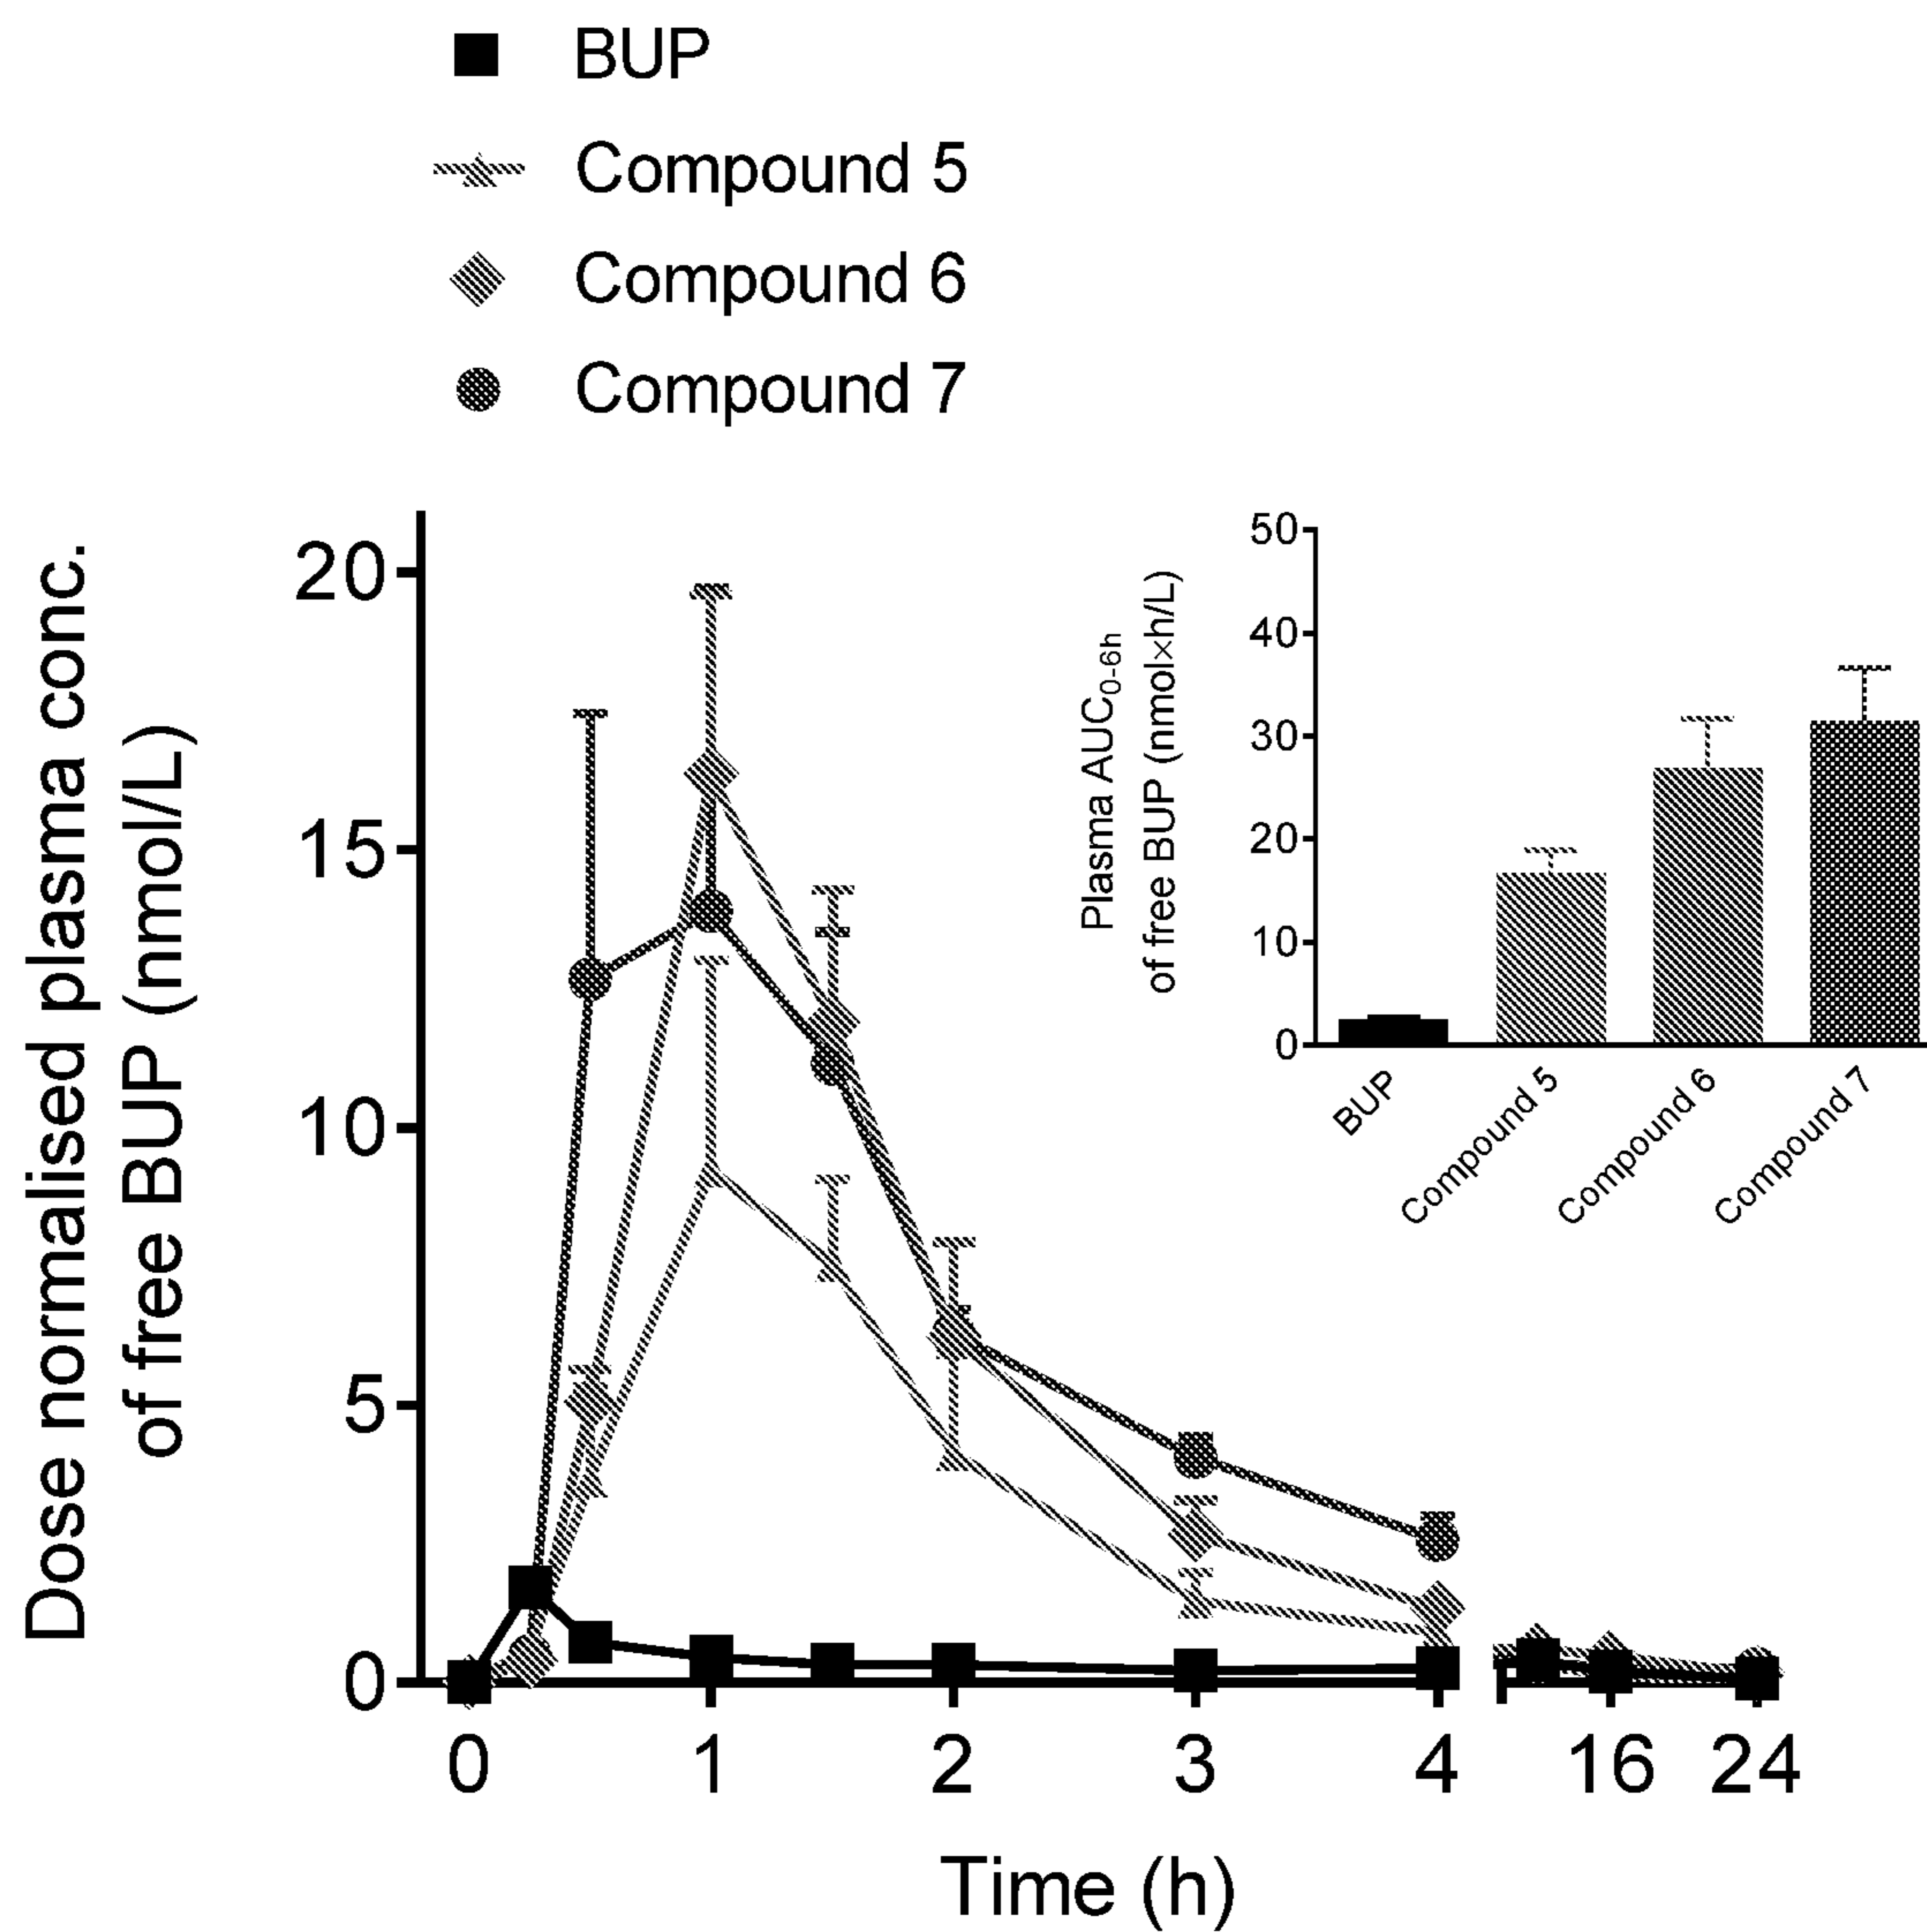 BUP
Compound 5
Compound 6
Compound 7
Dose normalised plasma conc.
of free BUP (nmol/L)
20
15
10
5
0
0 1 2 3 4 16 24
Time (h)
Plasma AUC0-6h
of free BUP (nmol×h/L)
50
40
30
20
10
0
BUP
Compound 5
Compound 6
Compound 7